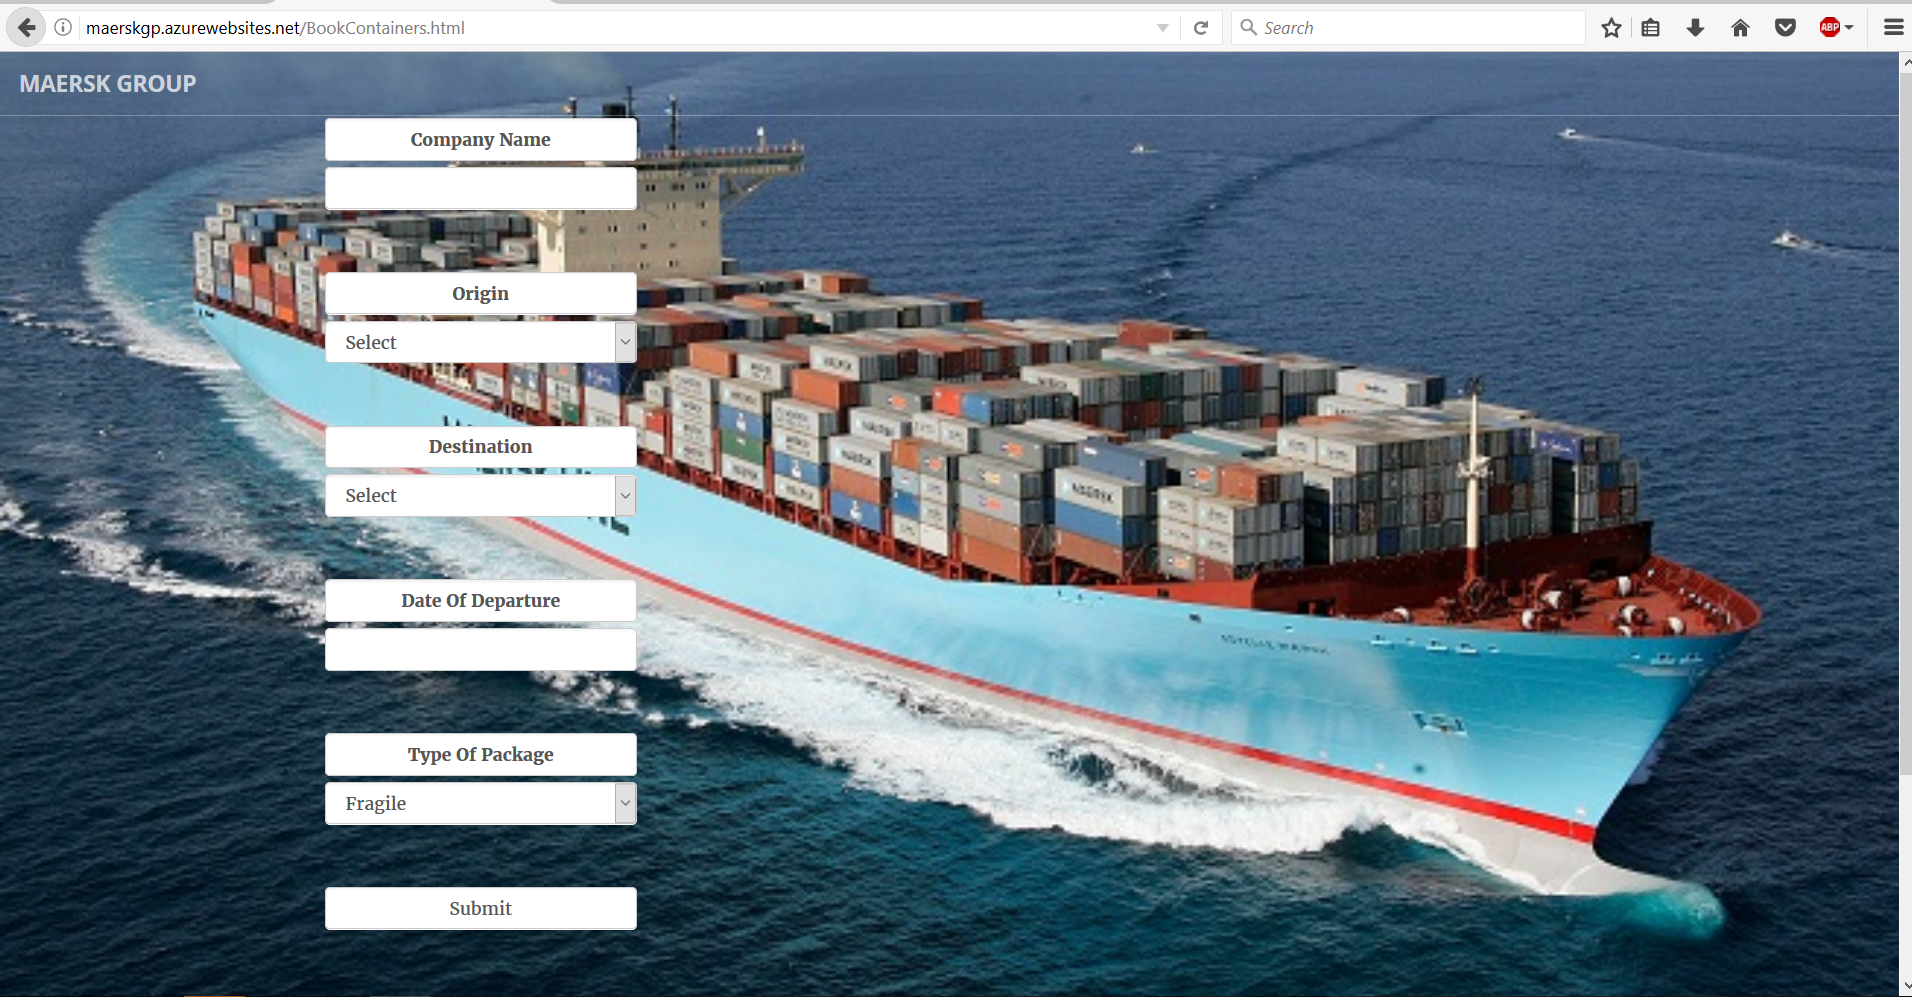 maerskgp.azurewebsites.net/BookContainers.html
Search
ABP
MAERSK GROUP
Company Name
Origin
Select
Destination
Select
Date Of Departure
Type Of Package
Fragile
Submit
MAERSK